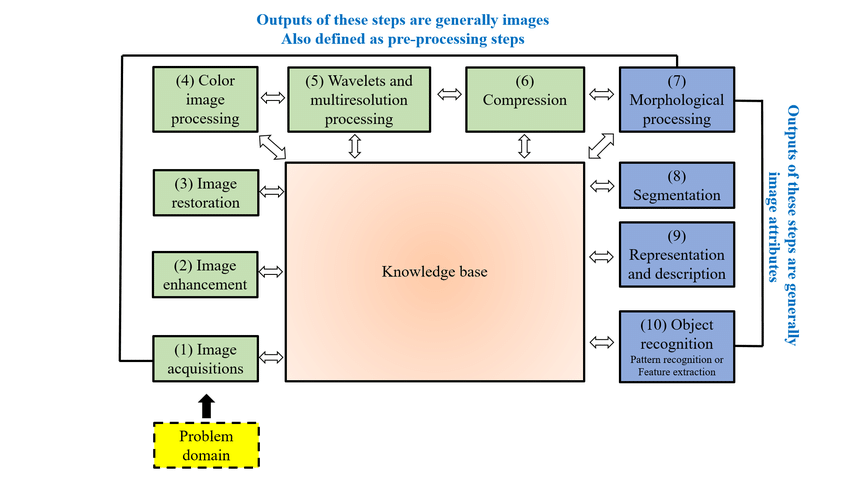 Outputs of these steps are generally images
Also defined as pre-processing steps
(4) Color
image
processing
(5) Wavelets and
multiresolution
processing
(6)
Compression
(7)
Morphological
processing
(3) Image
restoration
(8)
Segmentation
(2) Image
enhancement
Knowledge base
(9)
Representation
and description
(1) Image
acquisitions
(10) Object
recognition
Pattern recognition or
Feature extraction
Problem
domain
Outputs of these steps are generally
image attributes